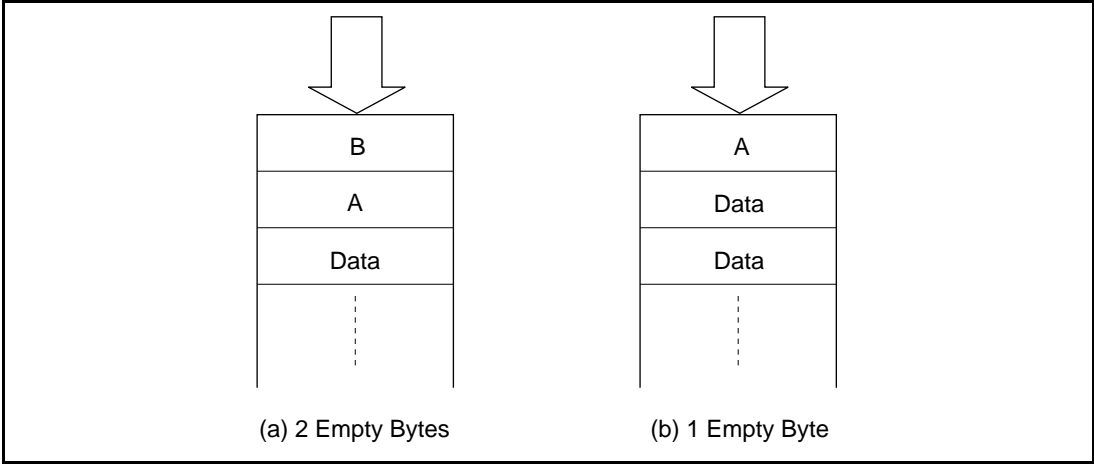 B
A
Data
(a) 2 Empty Bytes
A
Data
Data
(b) 1 Empty Byte